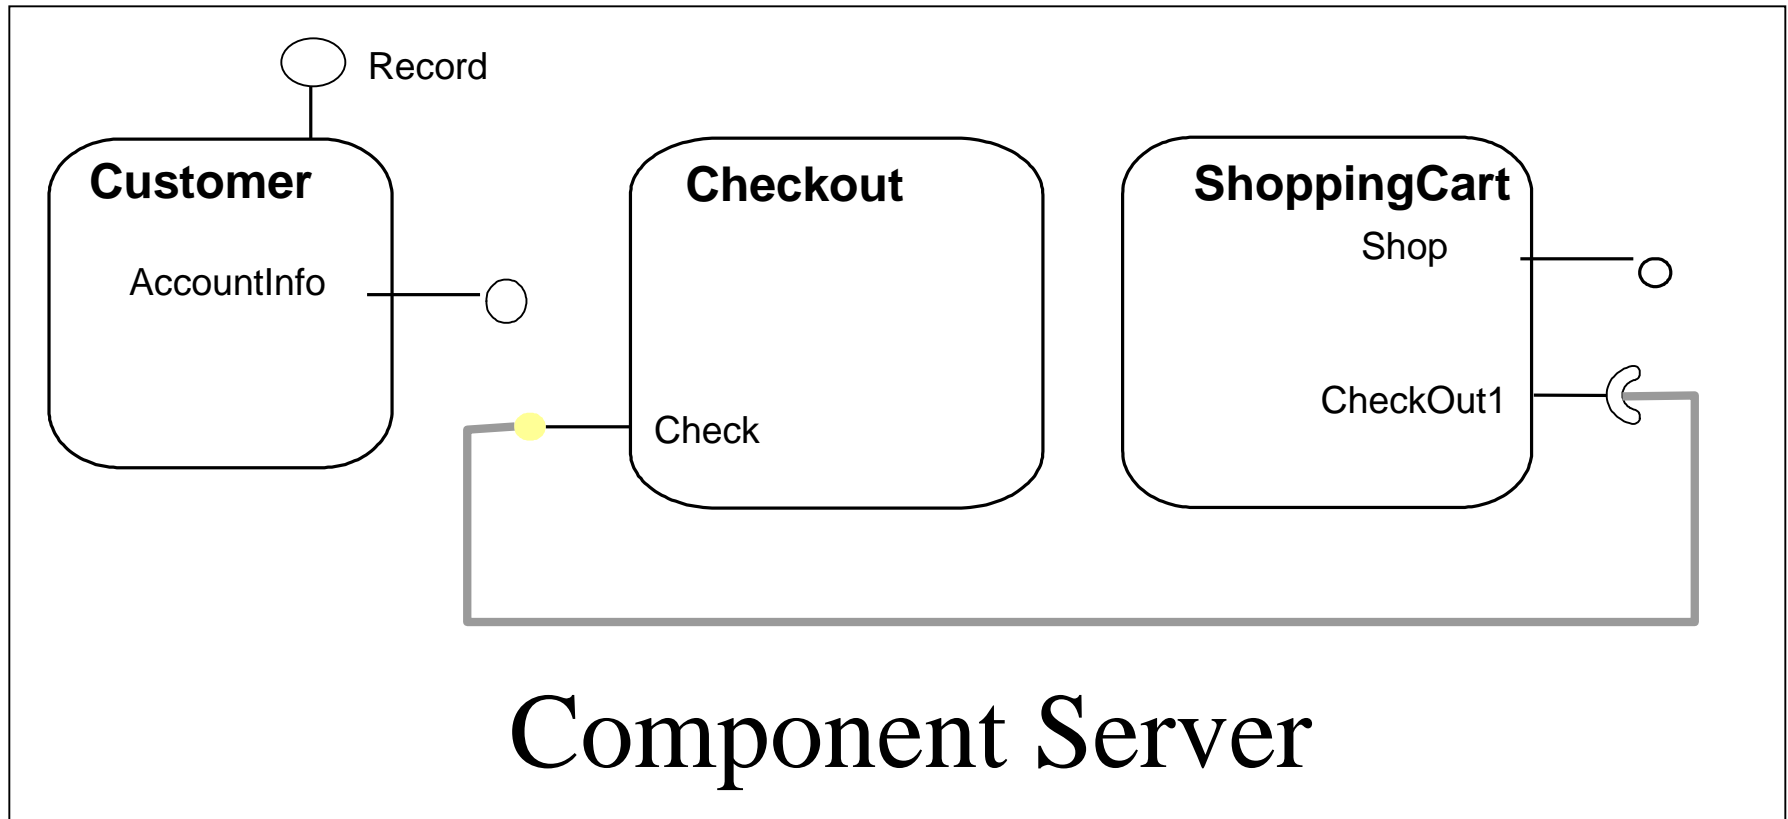 Record
Customer
AccountInfo
Checkout
Check
ShoppingCart
Shop
CheckOut1
Component Server